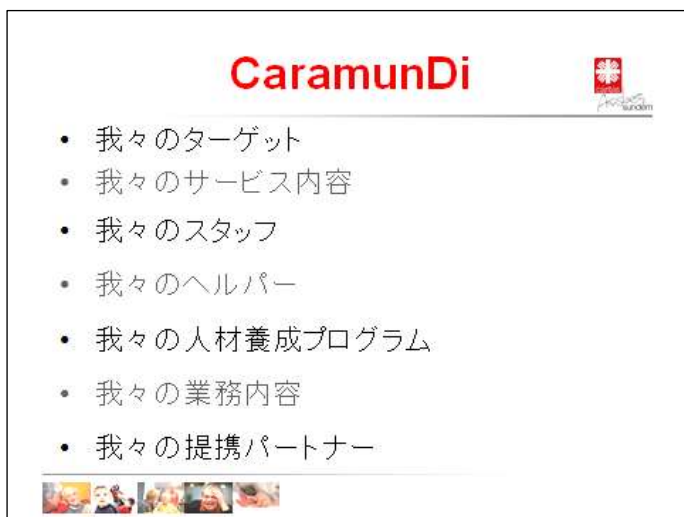 CaramunDi
• 我々のターゲット
• 我々のサービス内容
• 我々のスタッフ
• 我々のヘルパー
• 我々の人材養成プログラム
• 我々の業務内容
• 我々の提携パートナー